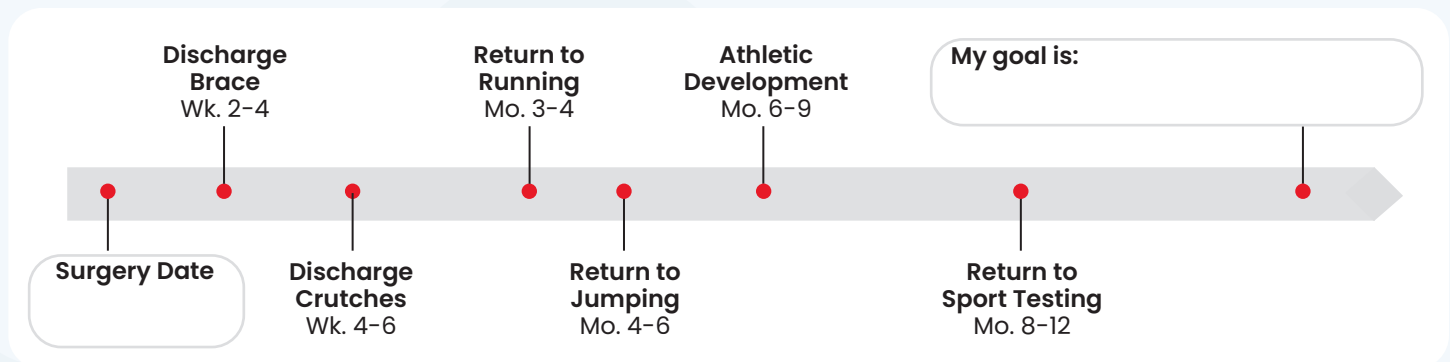 Discharge
Brace
Wk. 2-4
Return to
Running
Mo. 3-4
Athletic
Development
Mo. 6-9
My goal is:
Surgery Date
Discharge
Crutches
Wk. 4-6
Return to
Jumping
Mo. 4-6
Return to
Sport Testing
Mo. 8-12